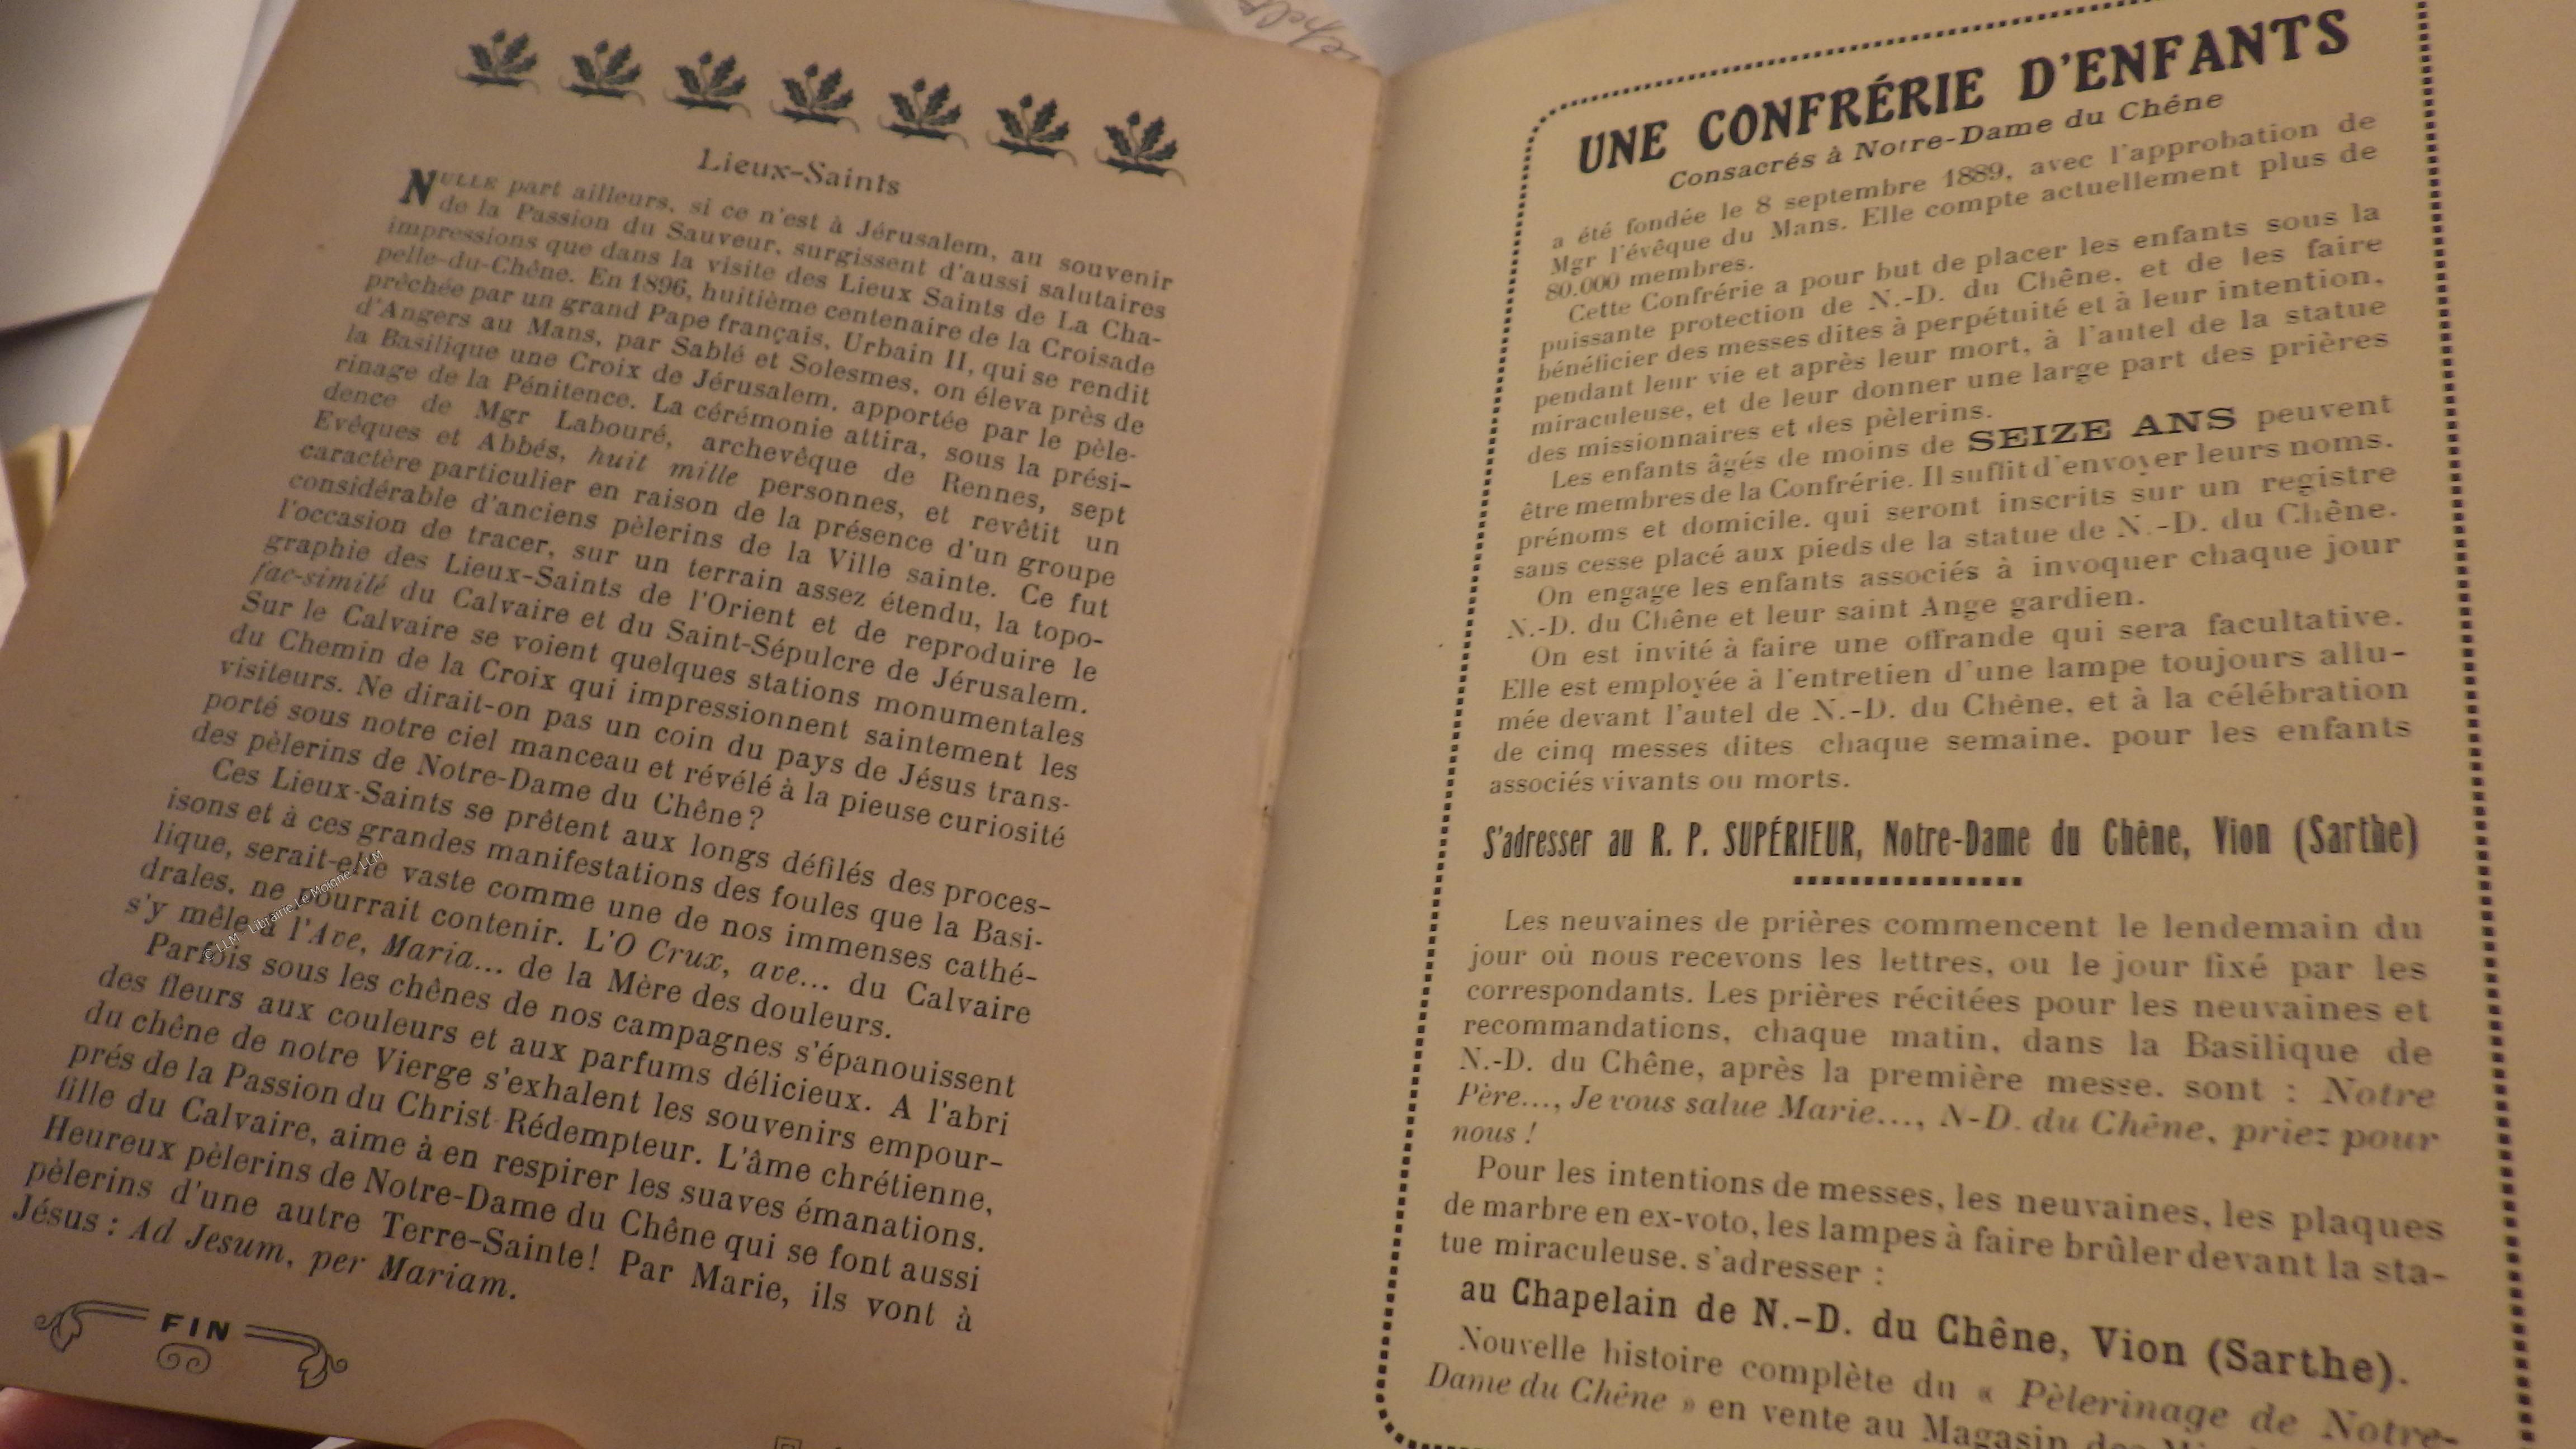 Lieux-Saints
NULLE part ailleurs, si ce n'est à Jérusalem, au souvenir
de la Passion du Sauveur, surgissent d'aussi salutaires
impressions que dans la visite des Lieux Saints de La Cha-
pelle-du-Chêne. En 1896, huitième centenaire de la Croisade
prêchée par un grand Pape français, Urbain II, qui se rendit
d'Angers au Mans, par Sablé et Solesmes, on éleva près de
la Basilique une Croix de Jérusalem, apportée par le pèle-
rinage de la Pénitence. La cérémonie attira, sous la prési-
dence de Mgr Labouré, archevêque de Rennes, sept
Evêques et Abbés, huit mille personnes, et revêtit un
caractère particulier en raison de la présence d'un groupe
considérable d'anciens pèlerins de la Ville sainte. Ce fut
l'occasion de tracer, sur un terrain assez étendu, la topo-
graphie des Lieux-Saints de l'Orient et de reproduire le
fac-similé du Calvaire et du Saint-Sépulcre de Jérusalem.
Sur le Calvaire se voient quelques stations monumentales
du Chemin de la Croix qui impressionnent saintement les
visiteurs. Ne dirait-on pas un coin du pays de Jésus trans-
porté sous notre ciel manceau et révélé à la pieuse curiosité
des pèlerins de Notre-Dame du Chêne ?
Ces Lieux-Saints se prêtent aux longs défilés des proces-
isons et à ces grandes manifestations des foules que la Basi-
lique, serait-elle vaste comme une de nos immenses cathé-
drales, ne pourrait contenir. L'O Crux, ave... du Calvaire
s'y mêle à l'Ave, Maria... de la Mère des douleurs.
Parfois sous les chênes de nos campagnes s'épanouissent
des fleurs aux couleurs et aux parfums délicieux. A l'abri
du chêne de notre Vierge s'exhalent les souvenirs empour-
prés de la Passion du Christ Rédempteur. L'âme chrétienne,
fille du Calvaire, aime à en respirer les suaves émanations.
Heureux pèlerins de Notre-Dame du Chêne qui se font aussi
pèlerins d'une autre Terre-Sainte ! Par Marie, ils vont à
Jésus : Ad Jesum, per Mariam.
FIN
© LLM - Librairie Le Moigne - LLM
UNE CONFRÉRIE D'ENFANTS
Consacrés à Notre-Dame du Chêne
a été fondée le 8 septembre 1889, avec l'approbation de
Mgr l'évêque du Mans. Elle compte actuellement plus de
80.000 membres.
Cette Confrérie a pour but de placer les enfants sous la
puissante protection de N.-D. du Chêne, et de les faire
bénéficier des messes dites à perpétuité et à leur intention,
pendant leur vie et après leur mort, à l'autel de la statue
miraculeuse, et de leur donner une large part des prières
des missionnaires et des pèlerins.
Les enfants âgés de moins de SEIZE ANS peuvent
être membres de la Confrérie. Il suffit d'envoyer leurs noms.
prénoms et domicile, qui seront inscrits sur un registre
sans cesse placé aux pieds de la statue de N.-D. du Chêne.
On engage les enfants associés à invoquer chaque jour
N.-D. du Chêne et leur saint Ange gardien.
On est invité à faire une offrande qui sera facultative.
Elle est employée à l'entretien d'une lampe toujours allu-
mée devant l'autel de N.-D. du Chêne, et à la célébration
de cinq messes dites chaque semaine, pour les enfants
associés vivants ou morts.
S'adresser au R. P. SUPÉRIEUR, Notre-Dame du Chêne, Vion (Sarthe)
Les neuvaines de prières commencent le lendemain du
jour où nous recevons les lettres, ou le jour fixé par les
correspondants. Les prières récitées pour les neuvaines et
recommandations, chaque matin, dans la Basilique de
N.-D. du Chêne, après la première messe, sont : Notre
Père..., Je vous salue Marie..., N-D. du Chêne, priez pour
nous !
Pour les intentions de messes, les neuvaines, les plaques
de marbre en ex-voto, les lampes à faire brûler devant la sta-
tue miraculeuse, s'adresser :
au Chapelain de N.-D. du Chêne, Vion (Sarthe).
Nouvelle histoire complète du « Pèlerinage de Notre-
Dame du Chêne » en vente au Magasin des